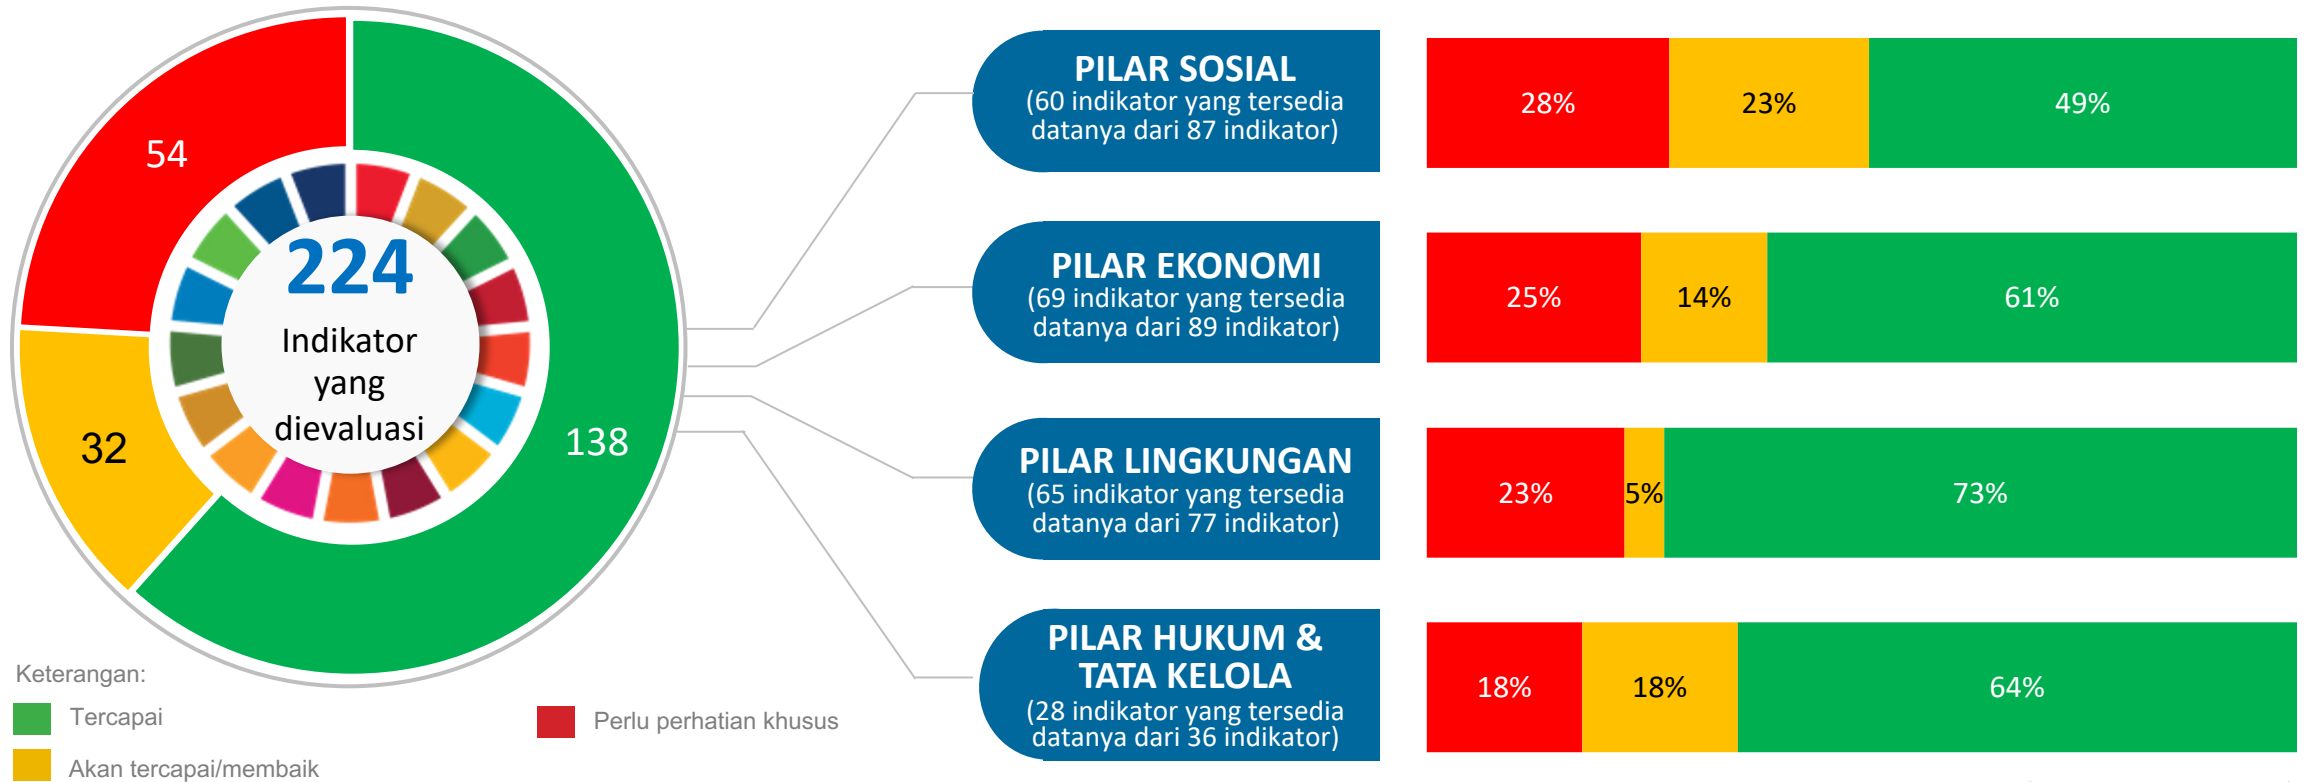 54
32
138
224
Indikator
yang
dievaluasi
Keterangan:
Tercapai
Akan tercapai/membaik
Perlu perhatian khusus
PILAR SOSIAL
(60 indikator yang tersedia
datanya dari 87 indikator)
28%
23%
49%
PILAR EKONOMI
(69 indikator yang tersedia
datanya dari 89 indikator)
25%
14%
61%
PILAR LINGKUNGAN
(65 indikator yang tersedia
datanya dari 77 indikator)
23%
5%
73%
PILAR HUKUM &
TATA KELOLA
(28 indikator yang tersedia
datanya dari 36 indikator)
18%
18%
64%